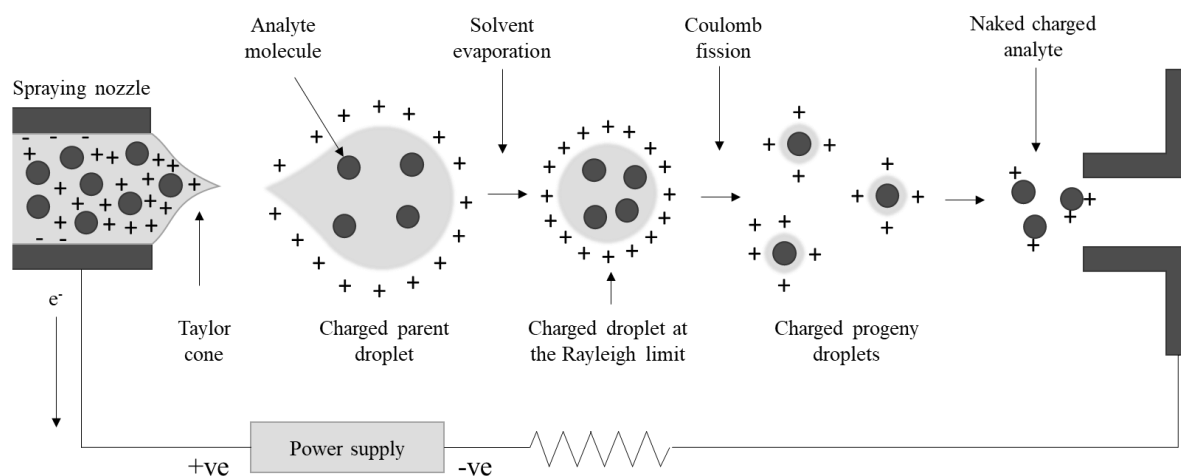 Analyte
molecule
Solvent
evaporation
Coulomb
fission
Naked charged
analyte
Spraying nozzle
e-
Taylor
cone
Charged parent
droplet
Charged droplet at
the Rayleigh limit
Charged progeny
droplets
Power supply
+ve
-ve